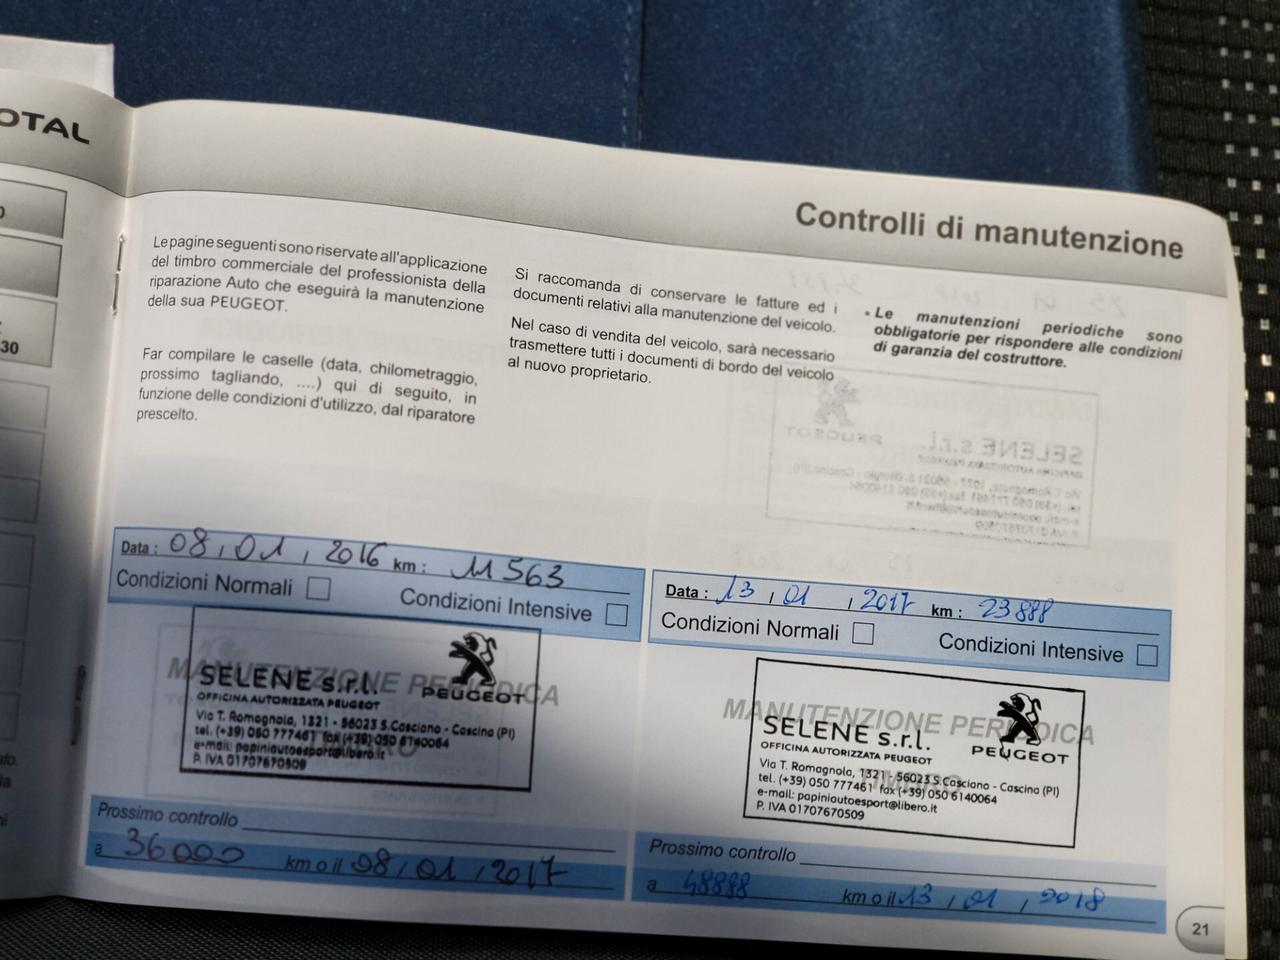 OTAL
30
Controlli di manutenzione
Le pagine seguenti sono riservate all'applicazione
del timbro commerciale del professionista della
riparazione Auto che eseguirà la manutenzione
della sua PEUGEOT.
Far compilare le caselle (data, chilometraggio,
prossimo tagliando, ....) qui di seguito, in
funzione delle condizioni d'utilizzo, dal riparatore
prescelto.
Si raccomanda di conservare le fatture ed i
documenti relativi alla manutenzione del veicolo.
Nel caso di vendita del veicolo, sarà necessario
trasmettere tutti i documenti di bordo del veicolo
al nuovo proprietario.
• Le manutenzioni periodiche sono
obbligatorie per rispondere alle condizioni
di garanzia del costruttore.
Data : 08 , 01 , 2016 km : 11563
Condizioni Normali
Condizioni Intensive
MANUTENZIONE PERIODICA
SELENE s.r.l.
PEUGEOT
OFFICINA AUTORIZZATA PEUGEOT
Via T. Romagnola, 1321 - 56023 S.Casciano - Cascina (PI)
tel. (+39) 050 777461 fax (+39) 050 6140064
e-mail: papiniautoesport@libero.it
P. IVA 01707670509
Prossimo controllo
a 36000 km o il 08 , 01 , 2017
Data : 13 , 01 , 2017 km : 23888
Condizioni Normali
Condizioni Intensive
MANUTENZIONE PERIODICA
SELENE s.r.l.
PEUGEOT
OFFICINA AUTORIZZATA PEUGEOT
Via T. Romagnola, 1321 - 56023 S.Casciano - Cascina (PI)
tel. (+39) 050 777461 fax (+39) 050 6140064
e-mail: papiniautoesport@libero.it
P. IVA 01707670509
Prossimo controllo
a 48888 km o il 13 , 01 , 2018
21